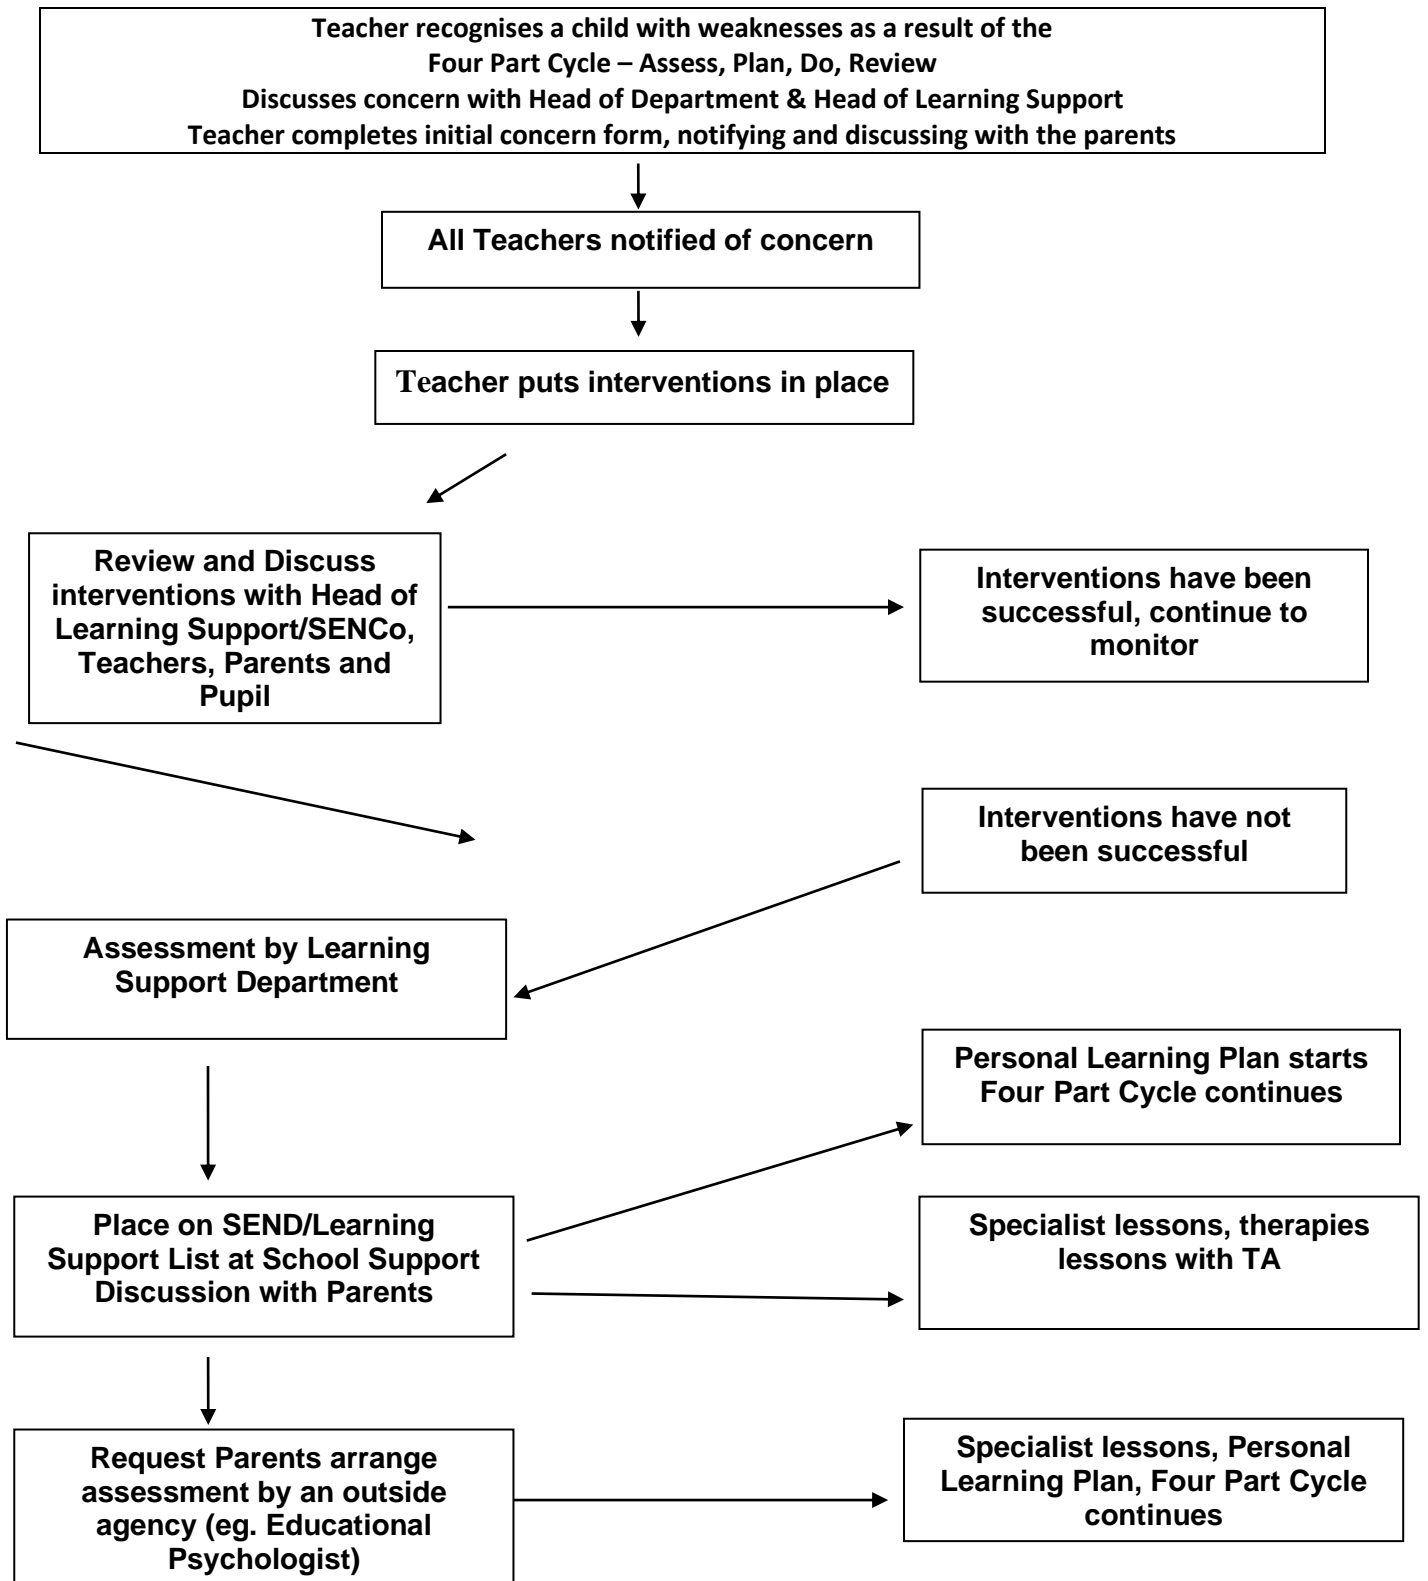 Teacher recognises a child with weaknesses as a result of the
Four Part Cycle – Assess, Plan, Do, Review
Discusses concern with Head of Department & Head of Learning Support
Teacher completes initial concern form, notifying and discussing with the parents
All Teachers notified of concern
Teacher puts interventions in place
Review and Discuss
interventions with Head of
Learning Support/SENCo,
Teachers, Parents and
Pupil
Interventions have been
successful, continue to
monitor
Interventions have not
been successful
Assessment by Learning
Support Department
Personal Learning Plan starts
Four Part Cycle continues
Place on SEND/Learning
Support List at School Support
Discussion with Parents
Specialist lessons, therapies
lessons with TA
Request Parents arrange
assessment by an outside
agency (eg. Educational
Psychologist)
Specialist lessons, Personal
Learning Plan, Four Part Cycle
continues